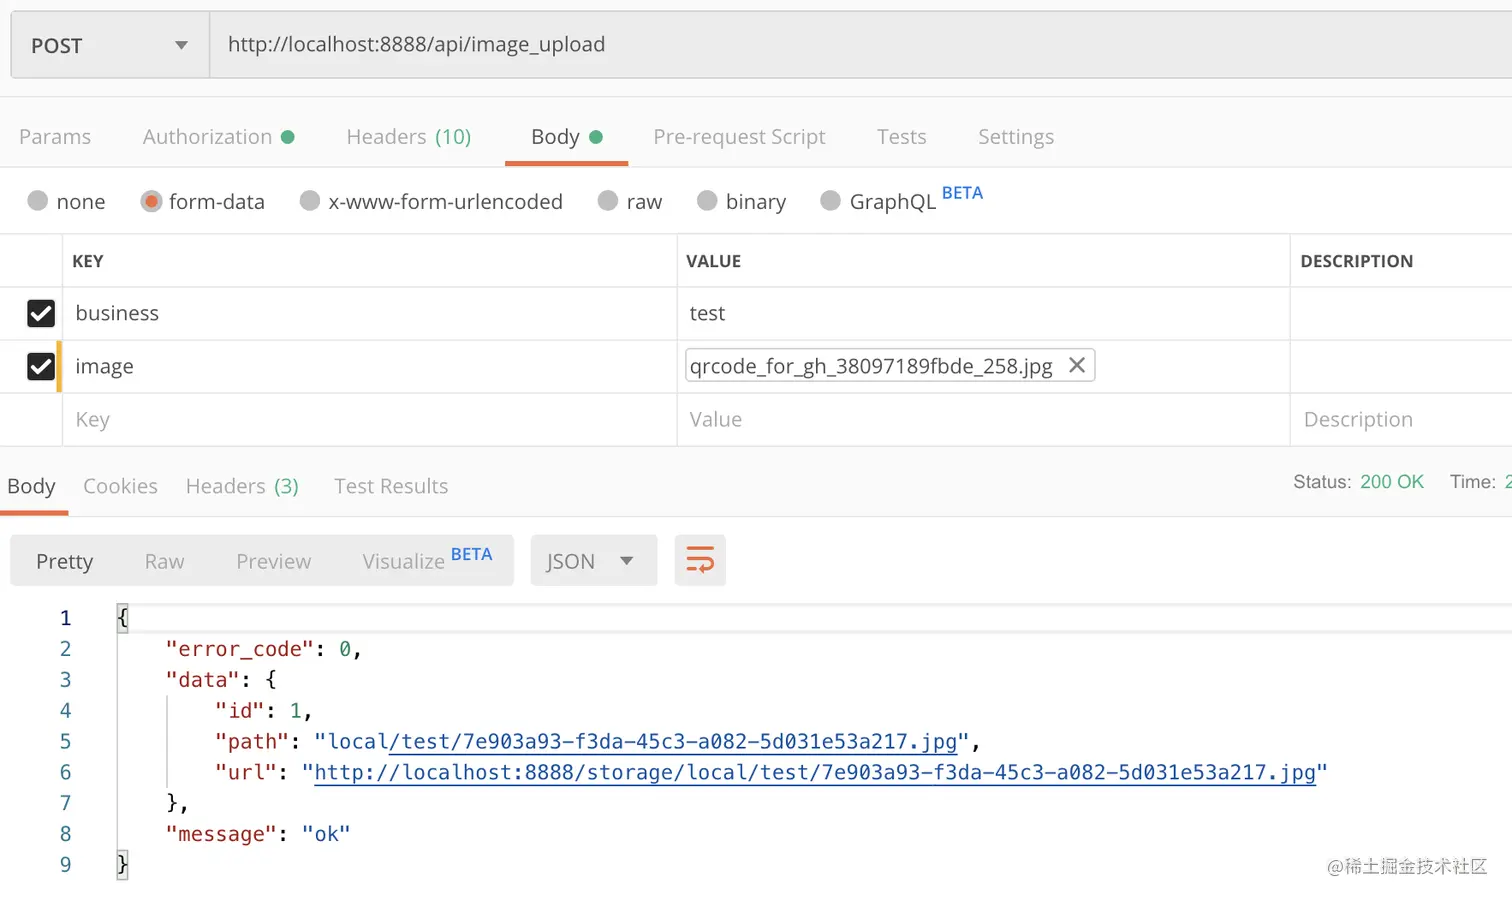 POST http://localhost:8888/api/image_upload
Params Authorization Headers (10) Body Pre-request Script Tests Settings
none form-data x-www-form-urlencoded raw binary GraphQL BETA
KEY VALUE DESCRIPTION
business test
image qrcode_for_gh_38097189fbde_258.jpg
Key Value Description
Body Cookies Headers (3) Test Results Status: 200 OK Time: 2
Pretty Raw Preview Visualize BETA JSON
1 {
2 "error_code": 0,
3 "data": {
4 "id": 1,
5 "path": "local/test/7e903a93-f3da-45c3-a082-5d031e53a217.jpg",
6 "url": "http://localhost:8888/storage/local/test/7e903a93-f3da-45c3-a082-5d031e53a217.jpg"
7 },
8 "message": "ok"
9 }
@稀土掘金技术社区